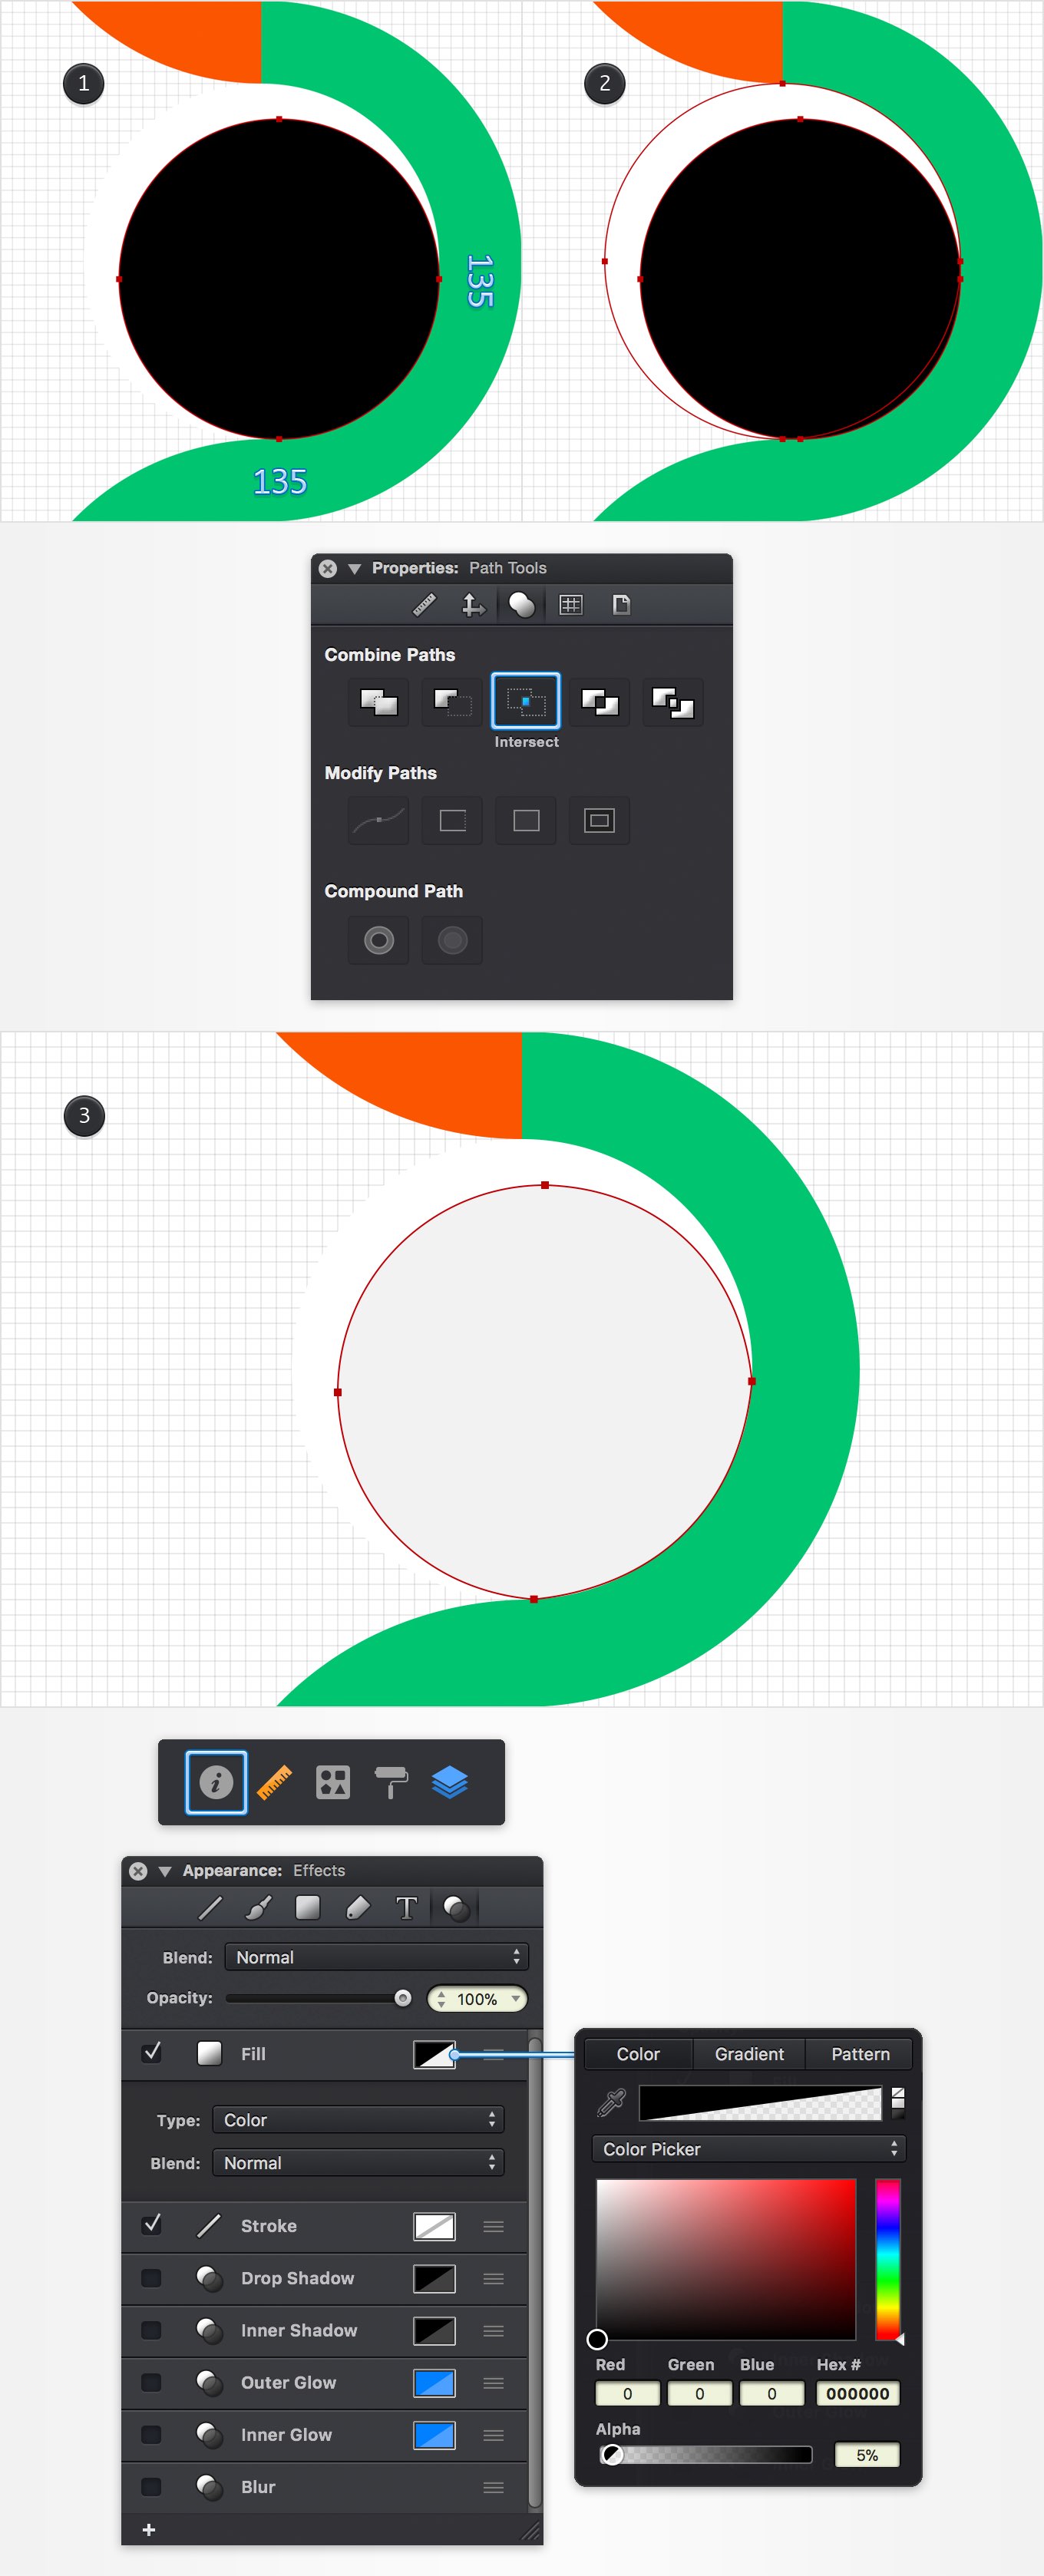 1
2
135
135
Properties: Path Tools
Combine Paths
Intersect
Modify Paths
Compound Path
3
i
Appearance: Effects
T
Blend: Normal
Opacity: 100%
Fill
Type: Color
Blend: Normal
Stroke
Drop Shadow
Inner Shadow
Outer Glow
Inner Glow
Blur
+
Color Gradient Pattern
Color Picker
Red Green Blue Hex #
0 0 0 000000
Alpha
5%